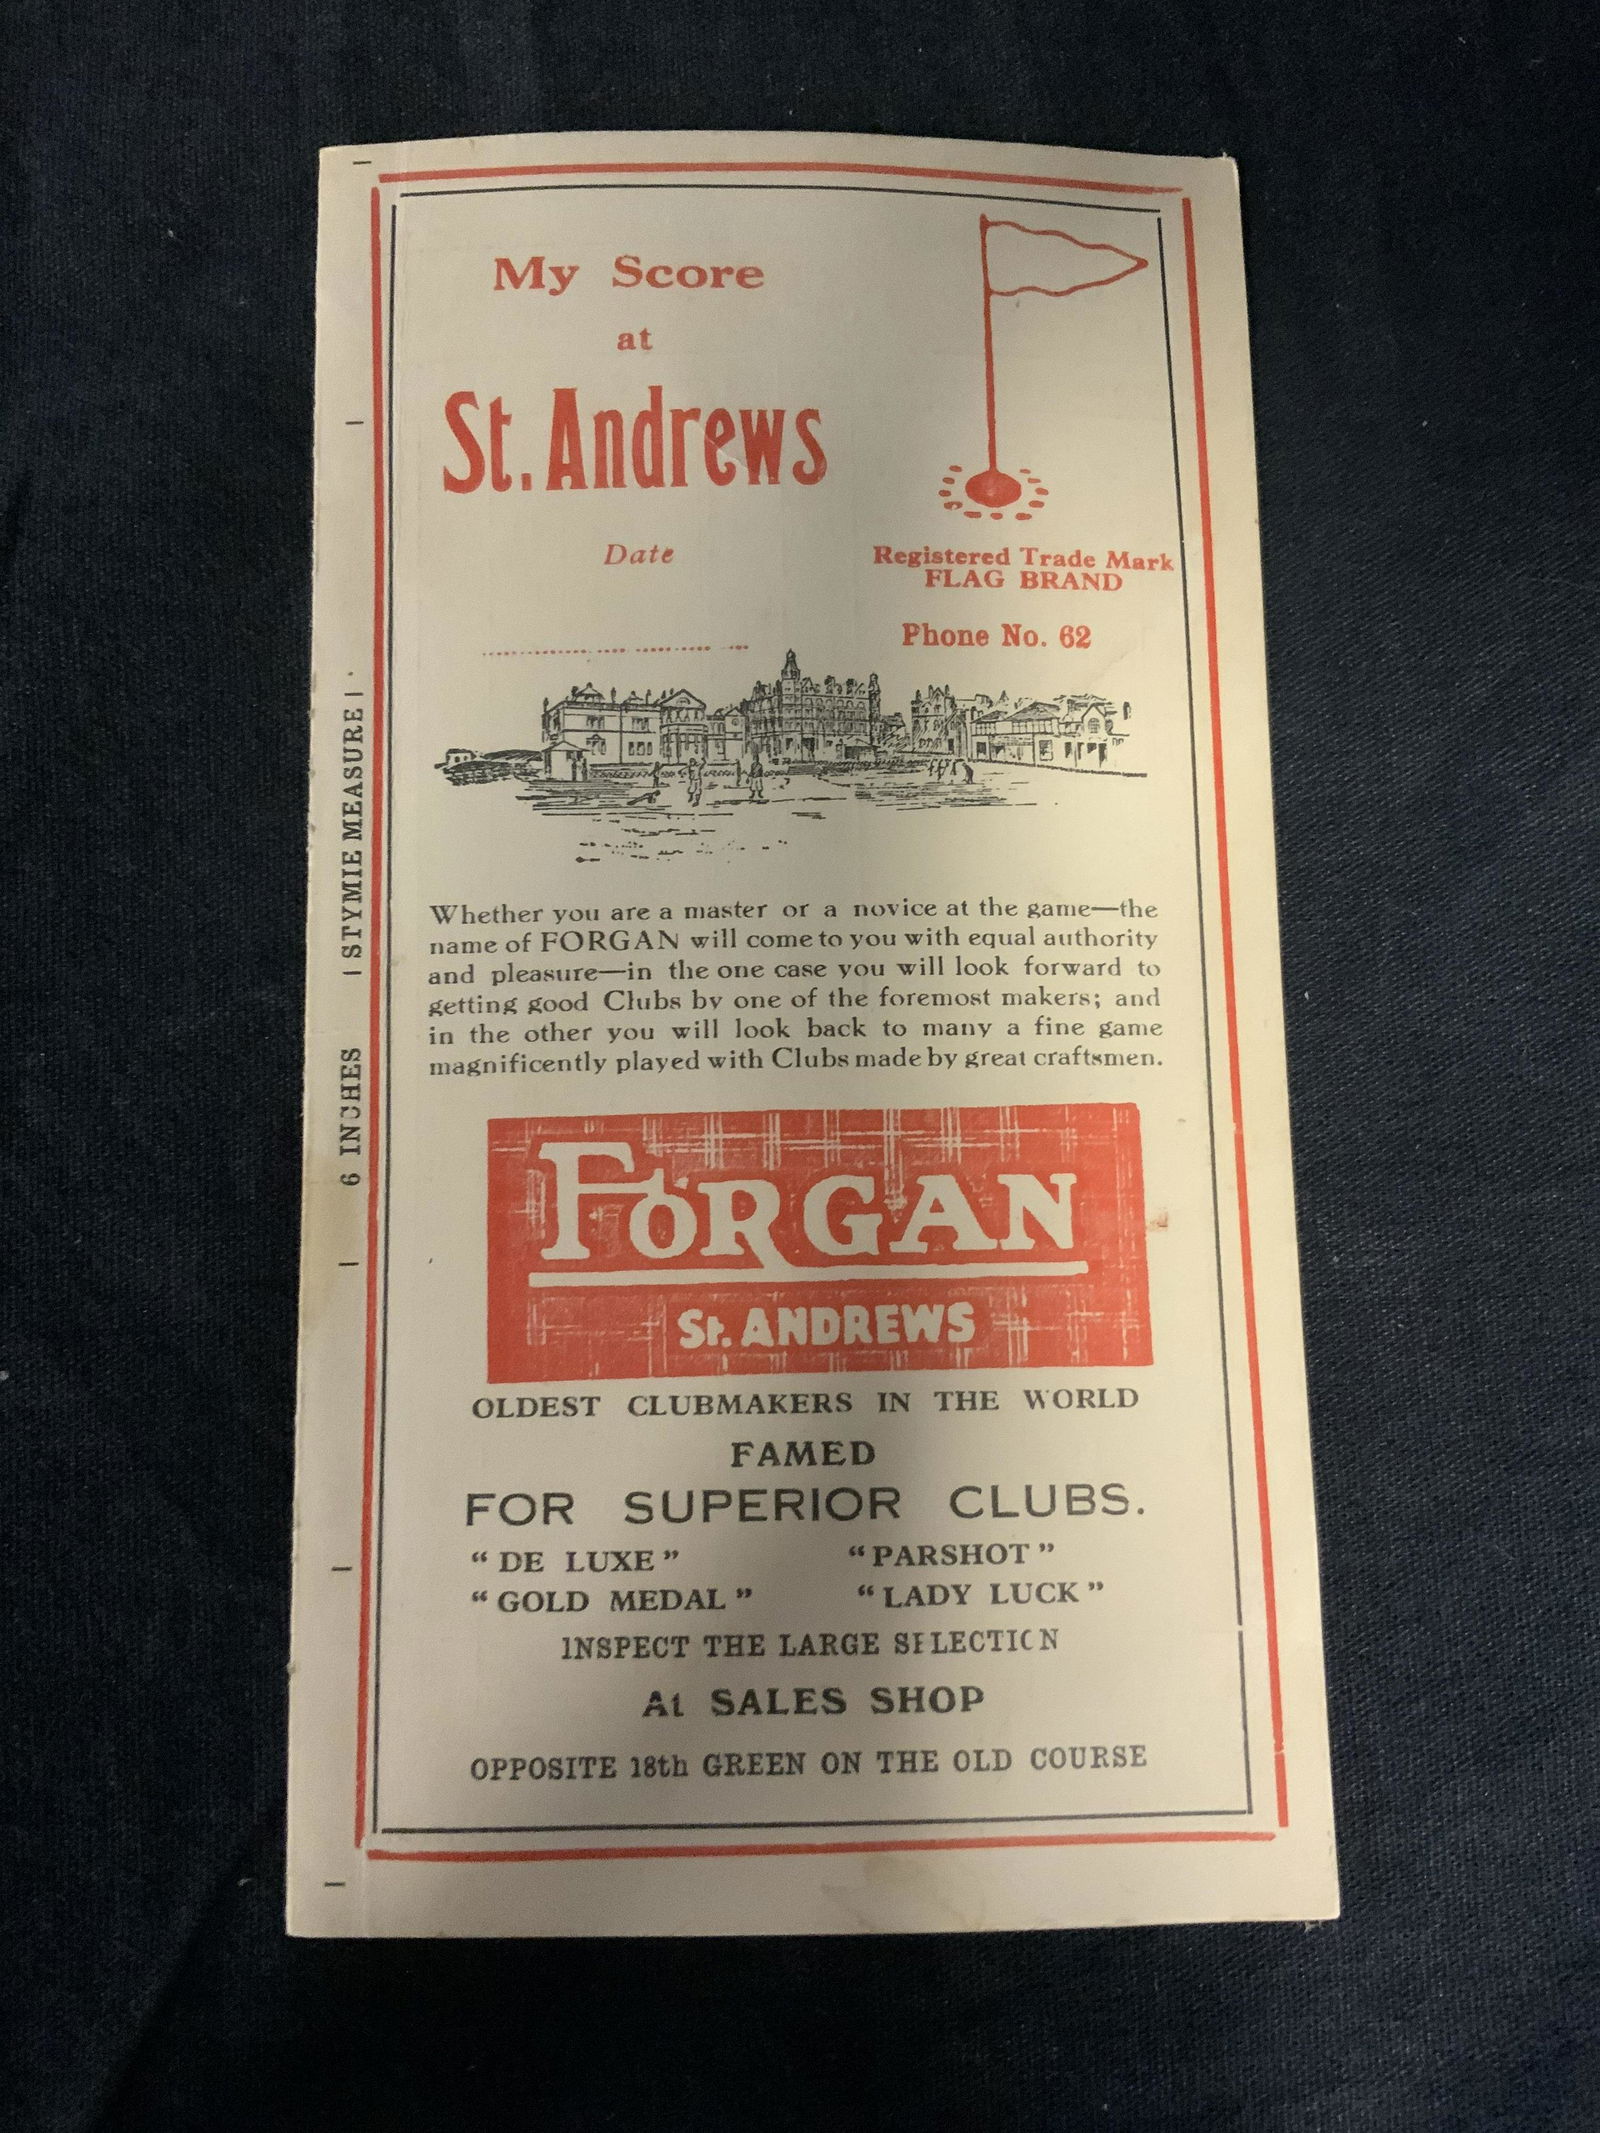 My Score
at
St. Andrews
Date
Registered Trade Mark
FLAG BRAND
Phone No. 62
Whether you are a master or a novice at the game—the
name of FORGAN will come to you with equal authority
and pleasure—in the one case you will look forward to
getting good Clubs by one of the foremost makers; and
in the other you will look back to many a fine game
magnificently played with Clubs made by great craftsmen.
FORGAN
St. ANDREWS
OLDEST CLUBMAKERS IN THE WORLD
FAMED
FOR SUPERIOR CLUBS.
"DE LUXE" "PARSHOT"
"GOLD MEDAL" "LADY LUCK"
INSPECT THE LARGE SELECTION
At SALES SHOP
OPPOSITE 18th GREEN ON THE OLD COURSE
6 INCHES | STYMIE MEASURE |